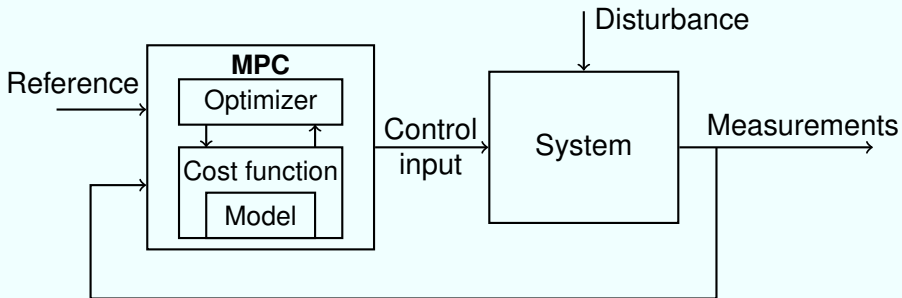 Disturbance
MPC
Reference
Optimizer
Control
input
System
Measurements
Cost function
Model